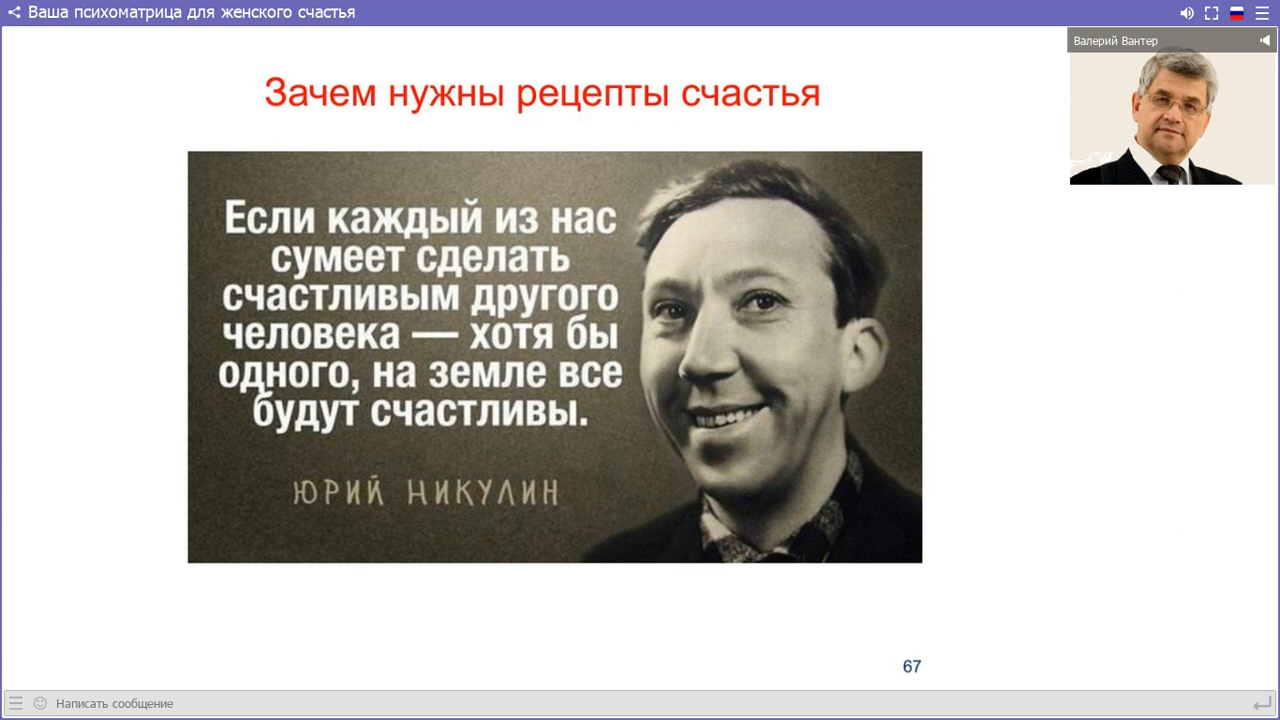 Ваша психоматрица для женского счастья
Валерий Вантер
Зачем нужны рецепты счастья
Если каждый из нас
сумеет сделать
счастливым другого
человека — хотя бы
одного, на земле все
будут счастливы.
ЮРИЙ НИКУЛИН
67
Написать сообщение